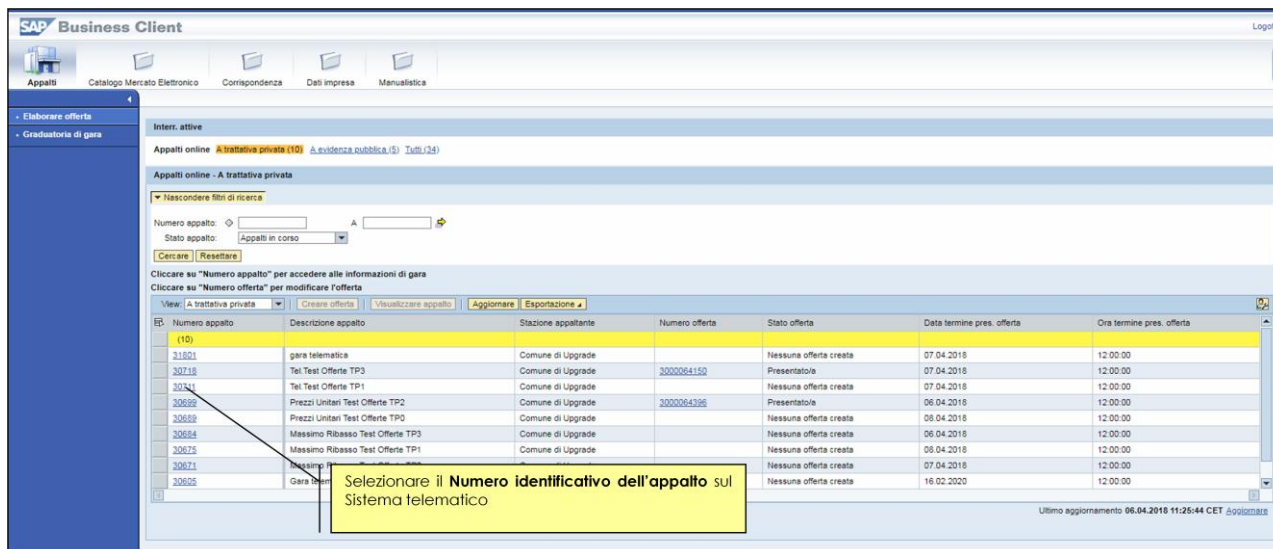 SAP Business Client
Appalti
Catalogo Mercato Elettronico
Corrispondenza
Dati impresa
Manualistica
Elaborare offerta
Graduatoria di gara
Interr. attive
Appalti online A trattativa privata (10) A evidenza pubblica (5) Tutti (34)
Appalti online - A trattativa privata
Nascondere filtri di ricerca
Numero appalto: A
Stato appalto: Appalti in corso
Cercare Resettare
Cliccare su "Numero appalto" per accedere alle informazioni di gara
Cliccare su "Numero offerta" per modificare l'offerta
View: A trattativa privata Creare offerta Visualizzare appalto Aggiornare Esportazione
Numero appalto Descrizione appalto Stazione appaltante Numero offerta Stato offerta Data termine pres. offerta Ora termine pres. offerta
(10)
31801 gara telematica Comune di Upgrade Nessuna offerta creata 07.04.2018 12:00:00
30718 Tel.Test Offerte TP3 Comune di Upgrade 3000064150 Presentato/a 07.04.2018 12:00:00
30711 Tel.Test Offerte TP1 Comune di Upgrade Nessuna offerta creata 07.04.2018 12:00:00
30699 Prezzi Unitari Test Offerte TP2 Comune di Upgrade 3000064396 Presentato/a 06.04.2018 12:00:00
30689 Prezzi Unitari Test Offerte TP0 Comune di Upgrade Nessuna offerta creata 08.04.2018 12:00:00
30684 Massimo Ribasso Test Offerte TP3 Comune di Upgrade Nessuna offerta creata 06.04.2018 12:00:00
30675 Massimo Ribasso Test Offerte TP1 Comune di Upgrade Nessuna offerta creata 08.04.2018 12:00:00
30671 Nessuna offerta creata 07.04.2018 12:00:00
30605 Gara Nessuna offerta creata 16.02.2020 12:00:00
Selezionare il Numero identificativo dell'appalto sul
Sistema telematico
Ultimo aggiornamento 06.04.2018 11:25:44 CET Aggiornare